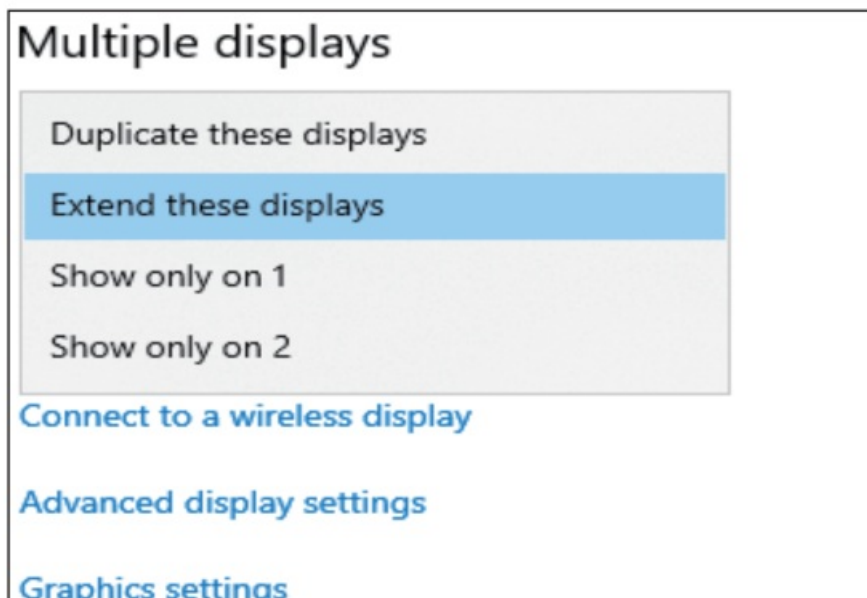 Multiple displays
Duplicate these displays
Extend these displays
Show only on 1
Show only on 2
Connect to a wireless display
Advanced display settings
Graphics settings